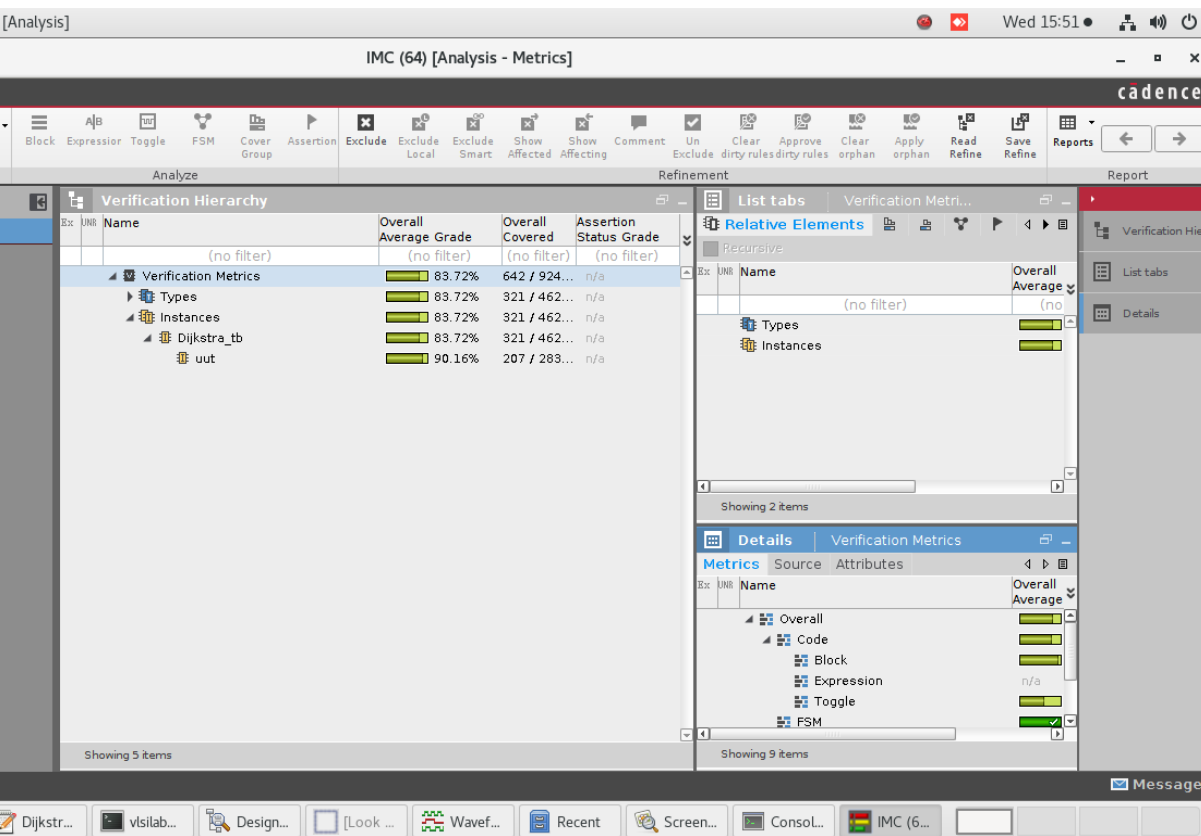 [Analysis]
Wed 15:51
IMC (64) [Analysis - Metrics]
cādence
Block Expression Toggle FSM Cover Group Assertion Exclude Exclude Local Exclude Smart Show Affected Show Affecting Comment Un Exclude Clear dirty rules Approve dirty rules Clear orphan Apply orphan Read Refine Save Refine Reports
Analyze Refinement Report
Verification Hierarchy
Ex UNR Name Overall Average Grade Overall Covered Assertion Status Grade
(no filter) (no filter) (no filter) (no filter)
Verification Metrics 83.72% 642 / 924... n/a
Types 83.72% 321 / 462... n/a
Instances 83.72% 321 / 462... n/a
Dijkstra_tb 83.72% 321 / 462... n/a
uut 90.16% 207 / 283... n/a
Showing 5 items
List tabs Verification Metri...
Relative Elements
Recursive
Ex UNR Name Overall Average
(no filter) (no
Types
Instances
Showing 2 items
Details Verification Metrics
Metrics Source Attributes
Ex UNR Name Overall Average
Overall
Code
Block
Expression n/a
Toggle
FSM
Showing 9 items
Verification Hie
List tabs
Details
Message
Dijkstr... vlsilab... Design... [Look ... Wavef... Recent Screen... Consol... IMC (6...